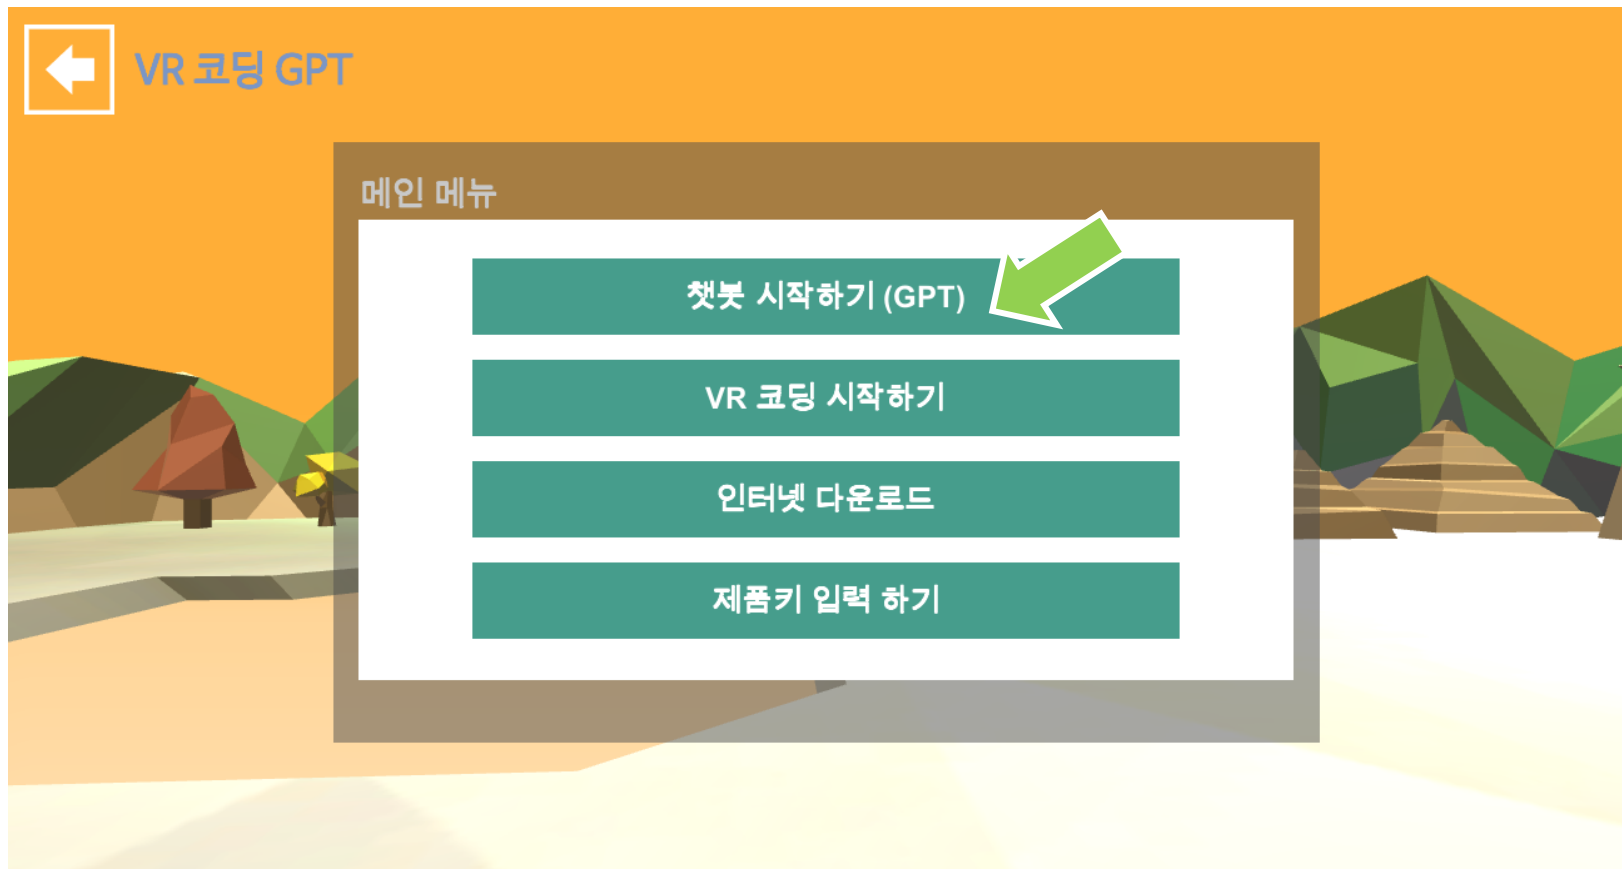 VR 코딩 GPT
메인 메뉴
챗봇 시작하기 (GPT)
VR 코딩 시작하기
인터넷 다운로드
제품키 입력 하기